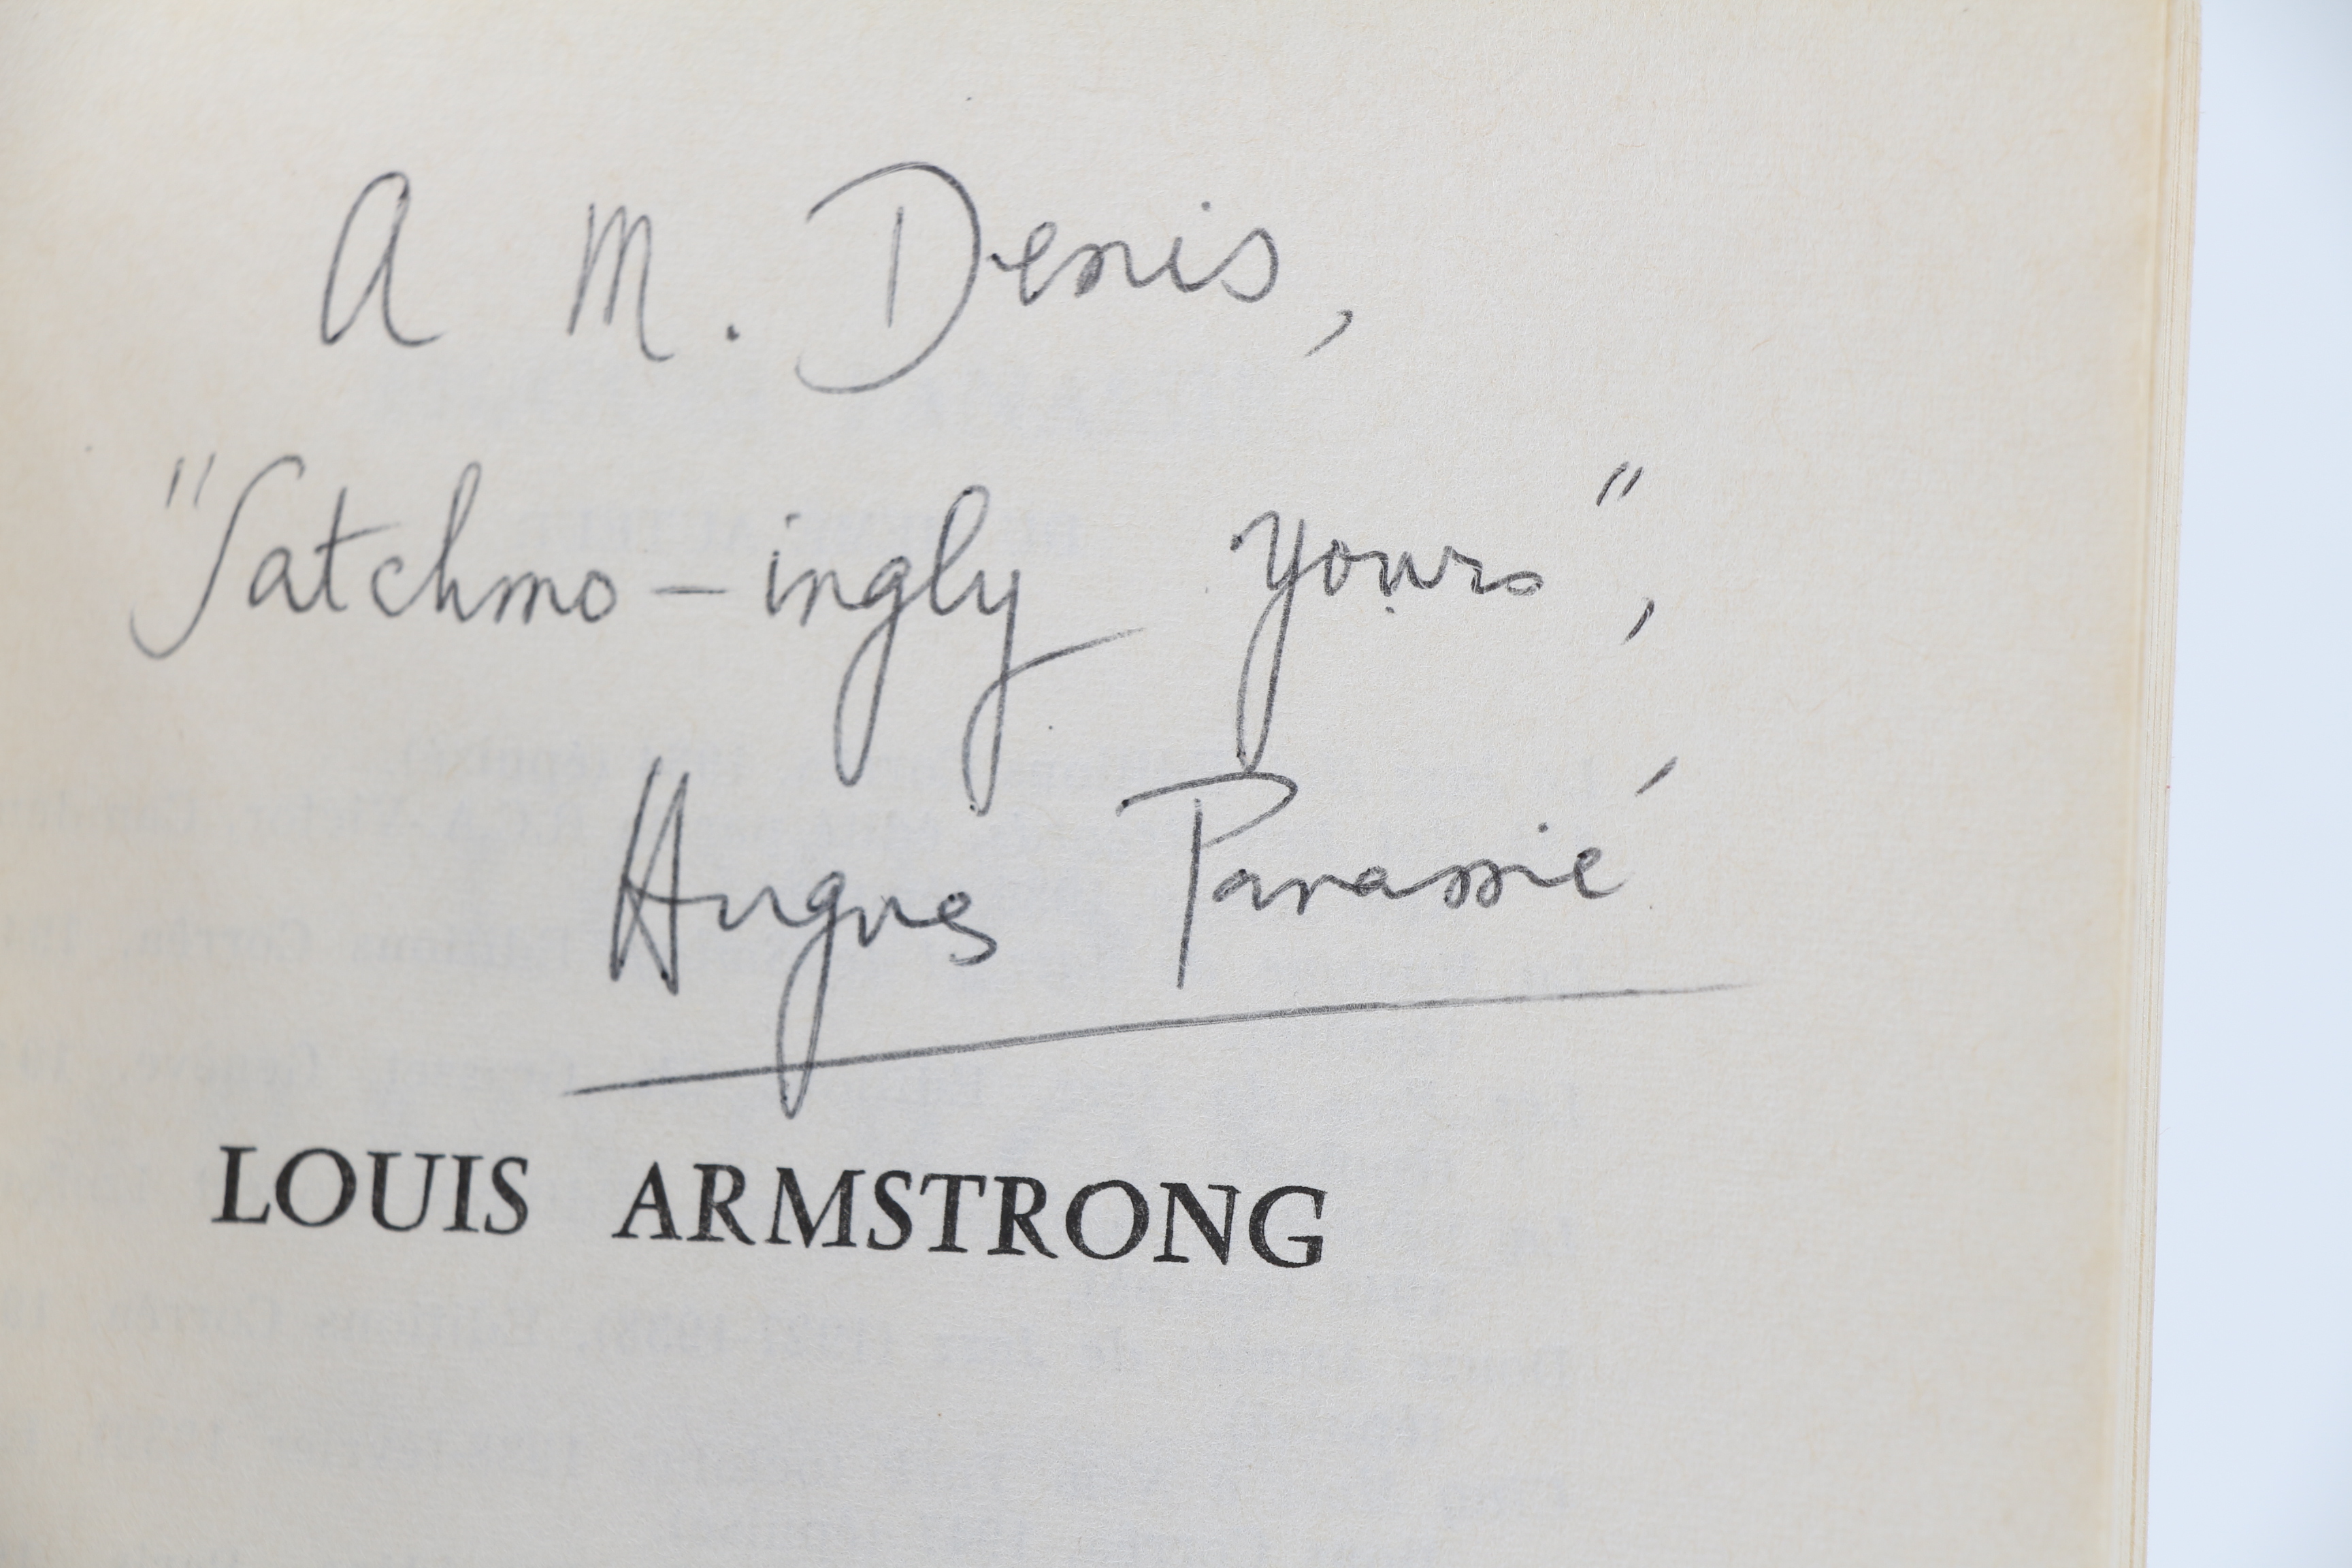 A M. Denis,
"Satchmo-ingly yours",
Hugues Panassié
LOUIS ARMSTRONG